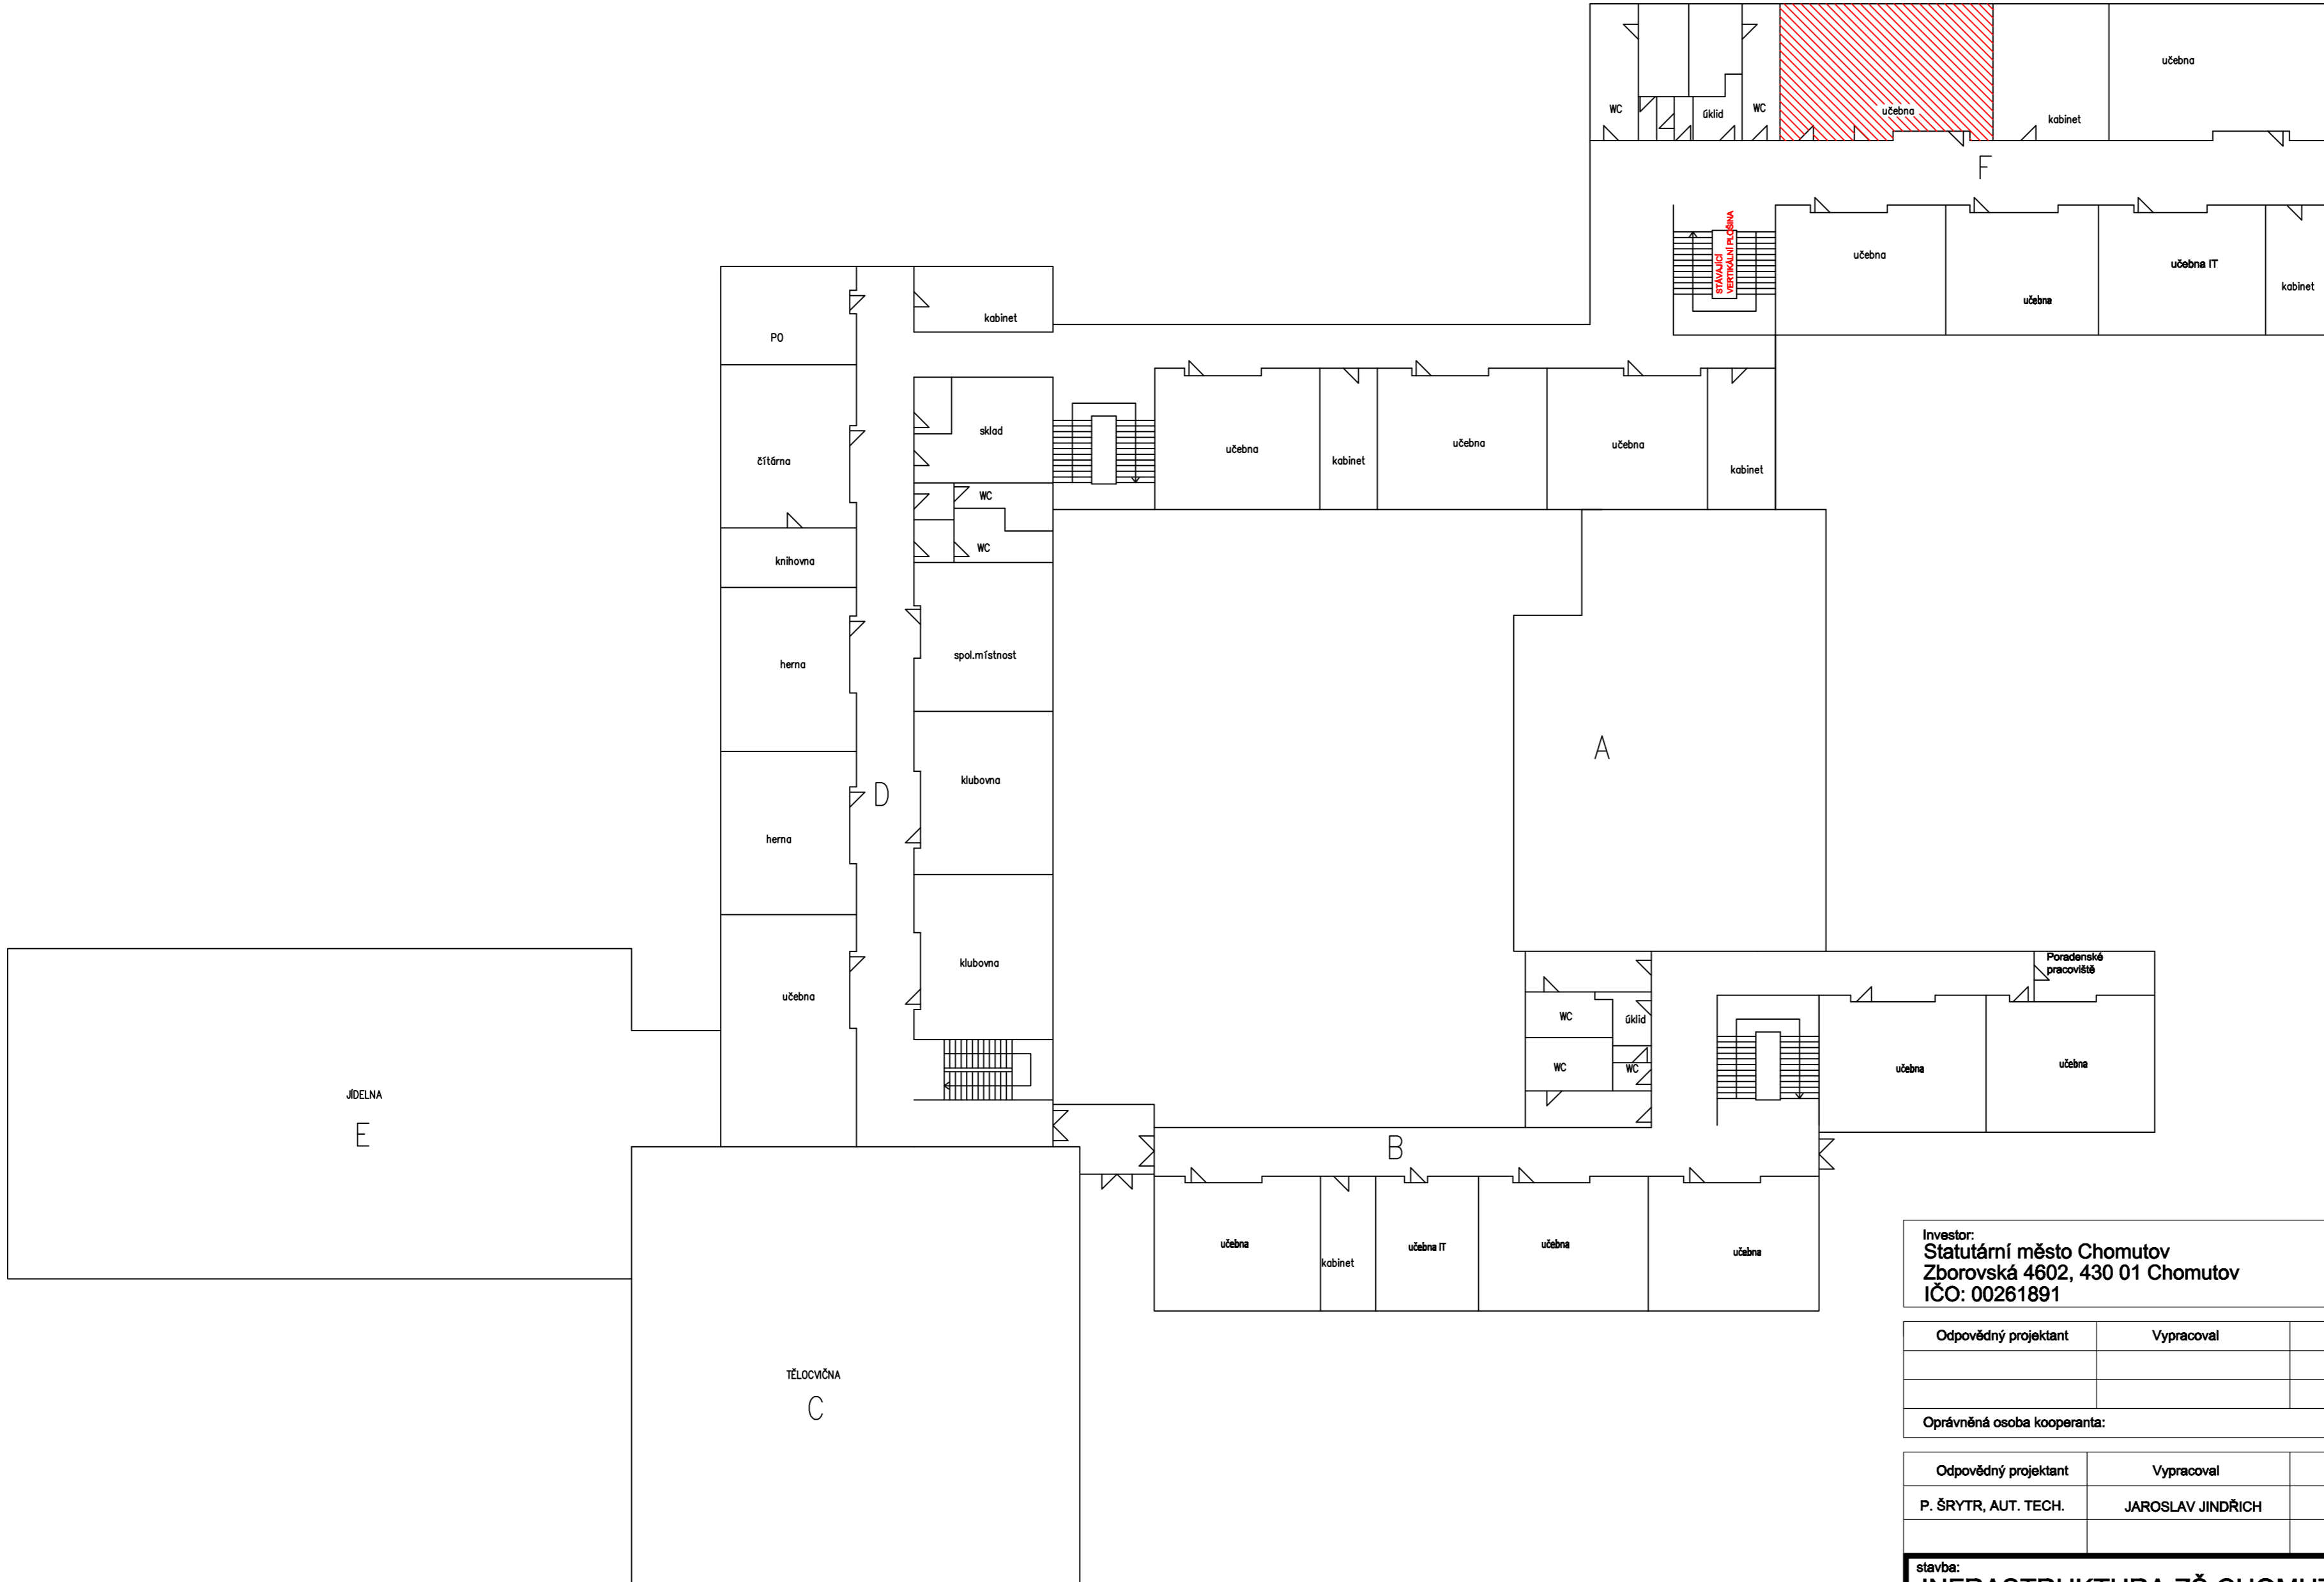 učebna
WC
úklid
WC
učebna
kabinet
F
STÁVAJÍCÍ
VERTIKÁLNÍ PLOŠINA
učebna
učebna
učebna IT
kabinet
PO
kabinet
čítárna
sklad
učebna
kabinet
učebna
učebna
kabinet
WC
WC
knihovna
herna
spol.místnost
A
klubovna
D
herna
klubovna
učebna
Poradenské
pracoviště
WC
úklid
WC
WC
učebna
učebna
JÍDELNA
E
B
učebna
kabinet
učebna IT
učebna
učebna
TĚLOCVIČNA
C
Investor:
Statutární město Chomutov
Zborovská 4602, 430 01 Chomutov
IČO: 00261891
Odpovědný projektant
Vypracoval
Oprávněná osoba kooperanta:
Odpovědný projektant
Vypracoval
P. ŠRYTR, AUT. TECH.
JAROSLAV JINDŘICH
stavba:
INFRASTRUKTURA ZŠ CHOMUT